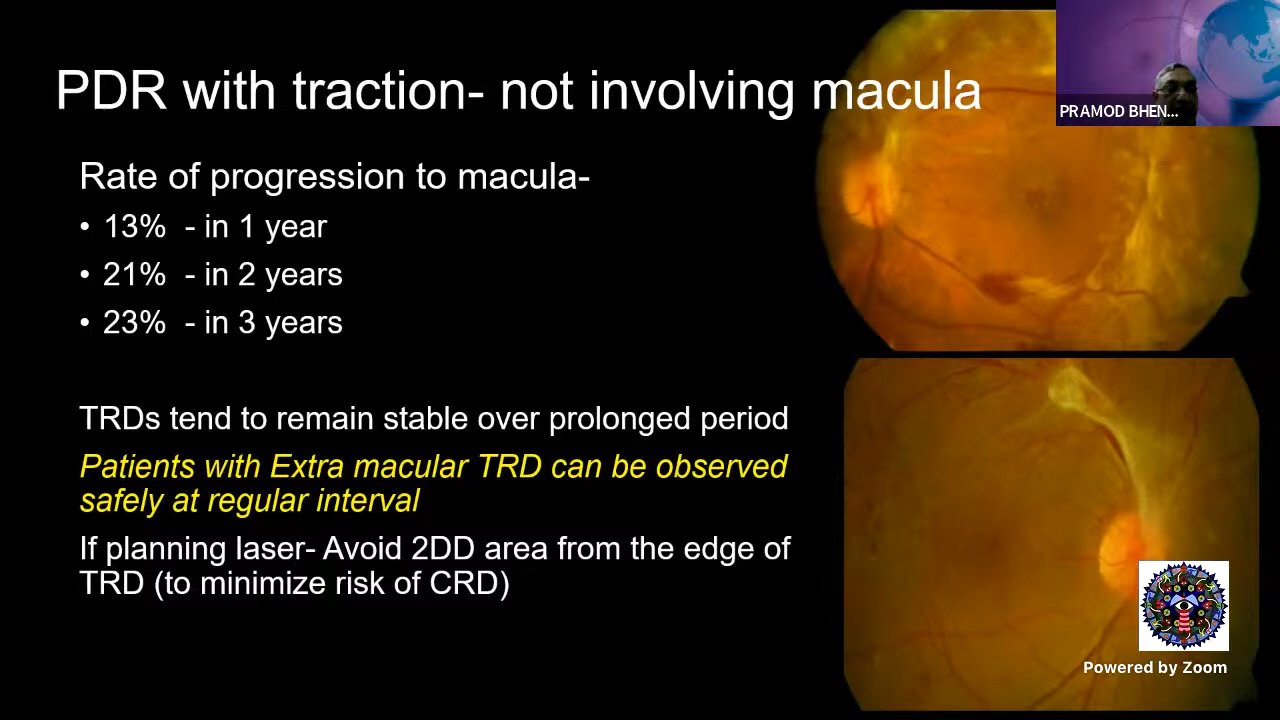 PDR with traction- not involving macula
PRAMOD BHEN...
Rate of progression to macula-
• 13% - in 1 year
• 21% - in 2 years
• 23% - in 3 years
TRDs tend to remain stable over prolonged period
Patients with Extra macular TRD can be observed
safely at regular interval
If planning laser- Avoid 2DD area from the edge of
TRD (to minimize risk of CRD)
Powered by Zoom